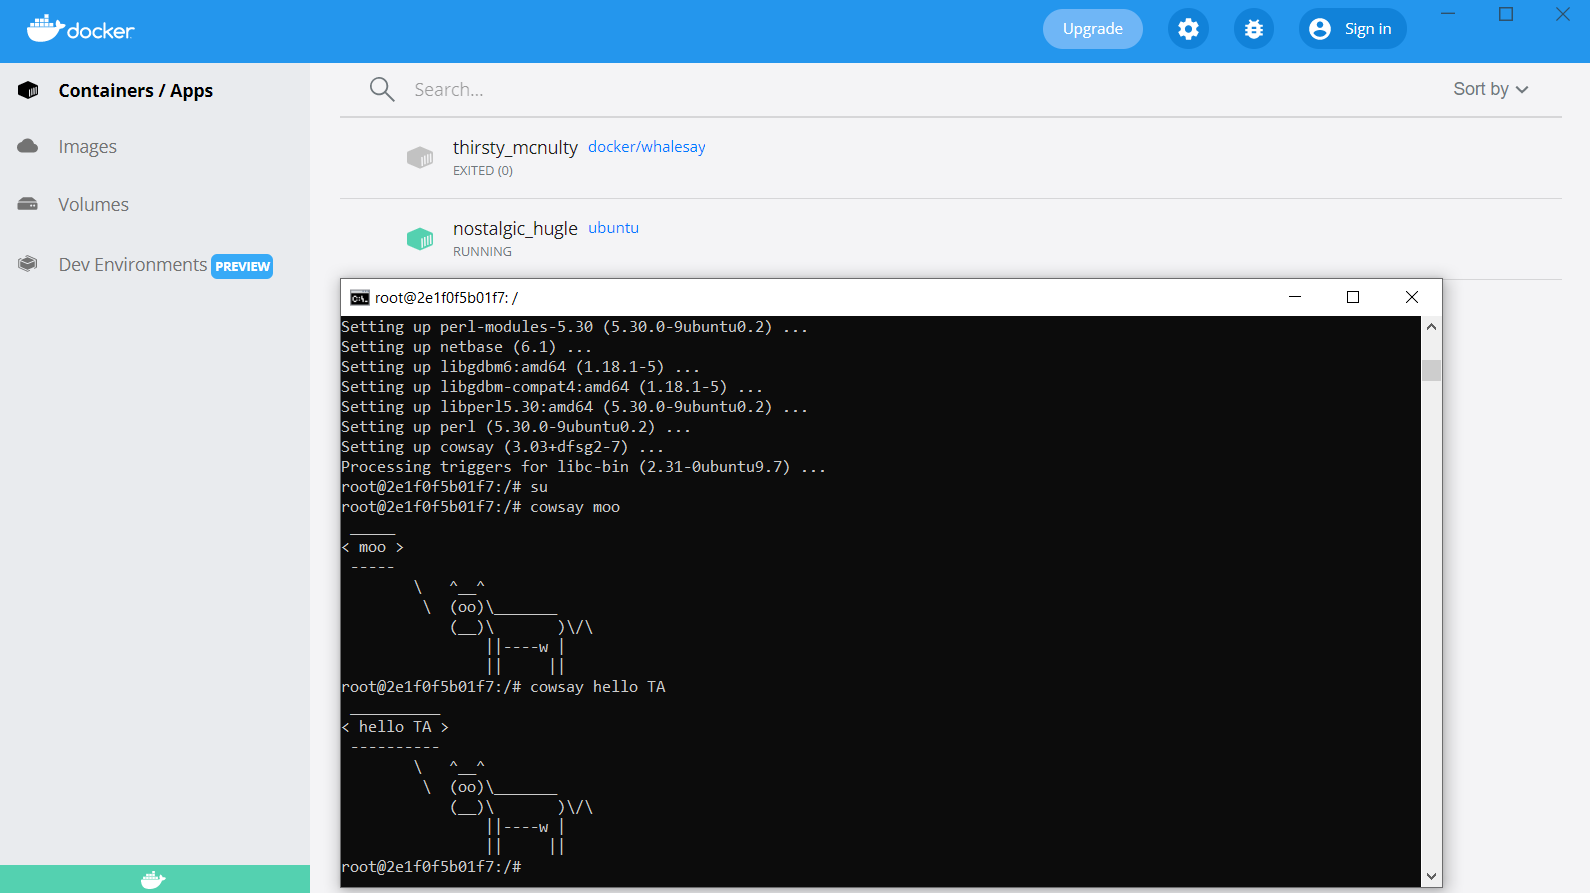 docker
Upgrade
Sign in
Containers / Apps
Images
Volumes
Dev Environments PREVIEW
Search...
Sort by
thirsty_mcnulty docker/whalesay
EXITED (0)
nostalgic_hugle ubuntu
RUNNING
root@2e1f0f5b01f7: /
Setting up perl-modules-5.30 (5.30.0-9ubuntu0.2) ...
Setting up netbase (6.1) ...
Setting up libgdbm6:amd64 (1.18.1-5) ...
Setting up libgdbm-compat4:amd64 (1.18.1-5) ...
Setting up libperl5.30:amd64 (5.30.0-9ubuntu0.2) ...
Setting up perl (5.30.0-9ubuntu0.2) ...
Setting up cowsay (3.03+dfsg2-7) ...
Processing triggers for libc-bin (2.31-0ubuntu9.7) ...
root@2e1f0f5b01f7:/# su
root@2e1f0f5b01f7:/# cowsay moo
 _____
< moo >
 -----
        \   ^__^
         \  (oo)\_______
            (__)\       )\/\
                ||----w |
                ||     ||
root@2e1f0f5b01f7:/# cowsay hello TA
 __________
< hello TA >
 ----------
        \   ^__^
         \  (oo)\_______
            (__)\       )\/\
                ||----w |
                ||     ||
root@2e1f0f5b01f7:/#